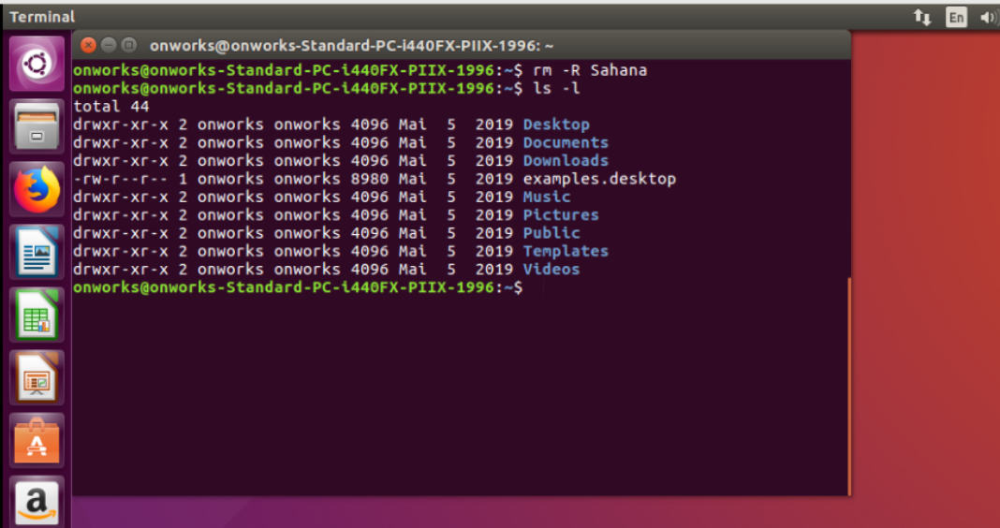 Terminal
En
onworks@onworks-Standard-PC-i440FX-PIIX-1996: ~
onworks@onworks-Standard-PC-i440FX-PIIX-1996:~$ rm -R Sahana
onworks@onworks-Standard-PC-i440FX-PIIX-1996:~$ ls -l
total 44
drwxr-xr-x 2 onworks onworks 4096 Mai  5  2019 Desktop
drwxr-xr-x 2 onworks onworks 4096 Mai  5  2019 Documents
drwxr-xr-x 2 onworks onworks 4096 Mai  5  2019 Downloads
-rw-r--r-- 1 onworks onworks 8980 Mai  5  2019 examples.desktop
drwxr-xr-x 2 onworks onworks 4096 Mai  5  2019 Music
drwxr-xr-x 2 onworks onworks 4096 Mai  5  2019 Pictures
drwxr-xr-x 2 onworks onworks 4096 Mai  5  2019 Public
drwxr-xr-x 2 onworks onworks 4096 Mai  5  2019 Templates
drwxr-xr-x 2 onworks onworks 4096 Mai  5  2019 Videos
onworks@onworks-Standard-PC-i440FX-PIIX-1996:~$
a